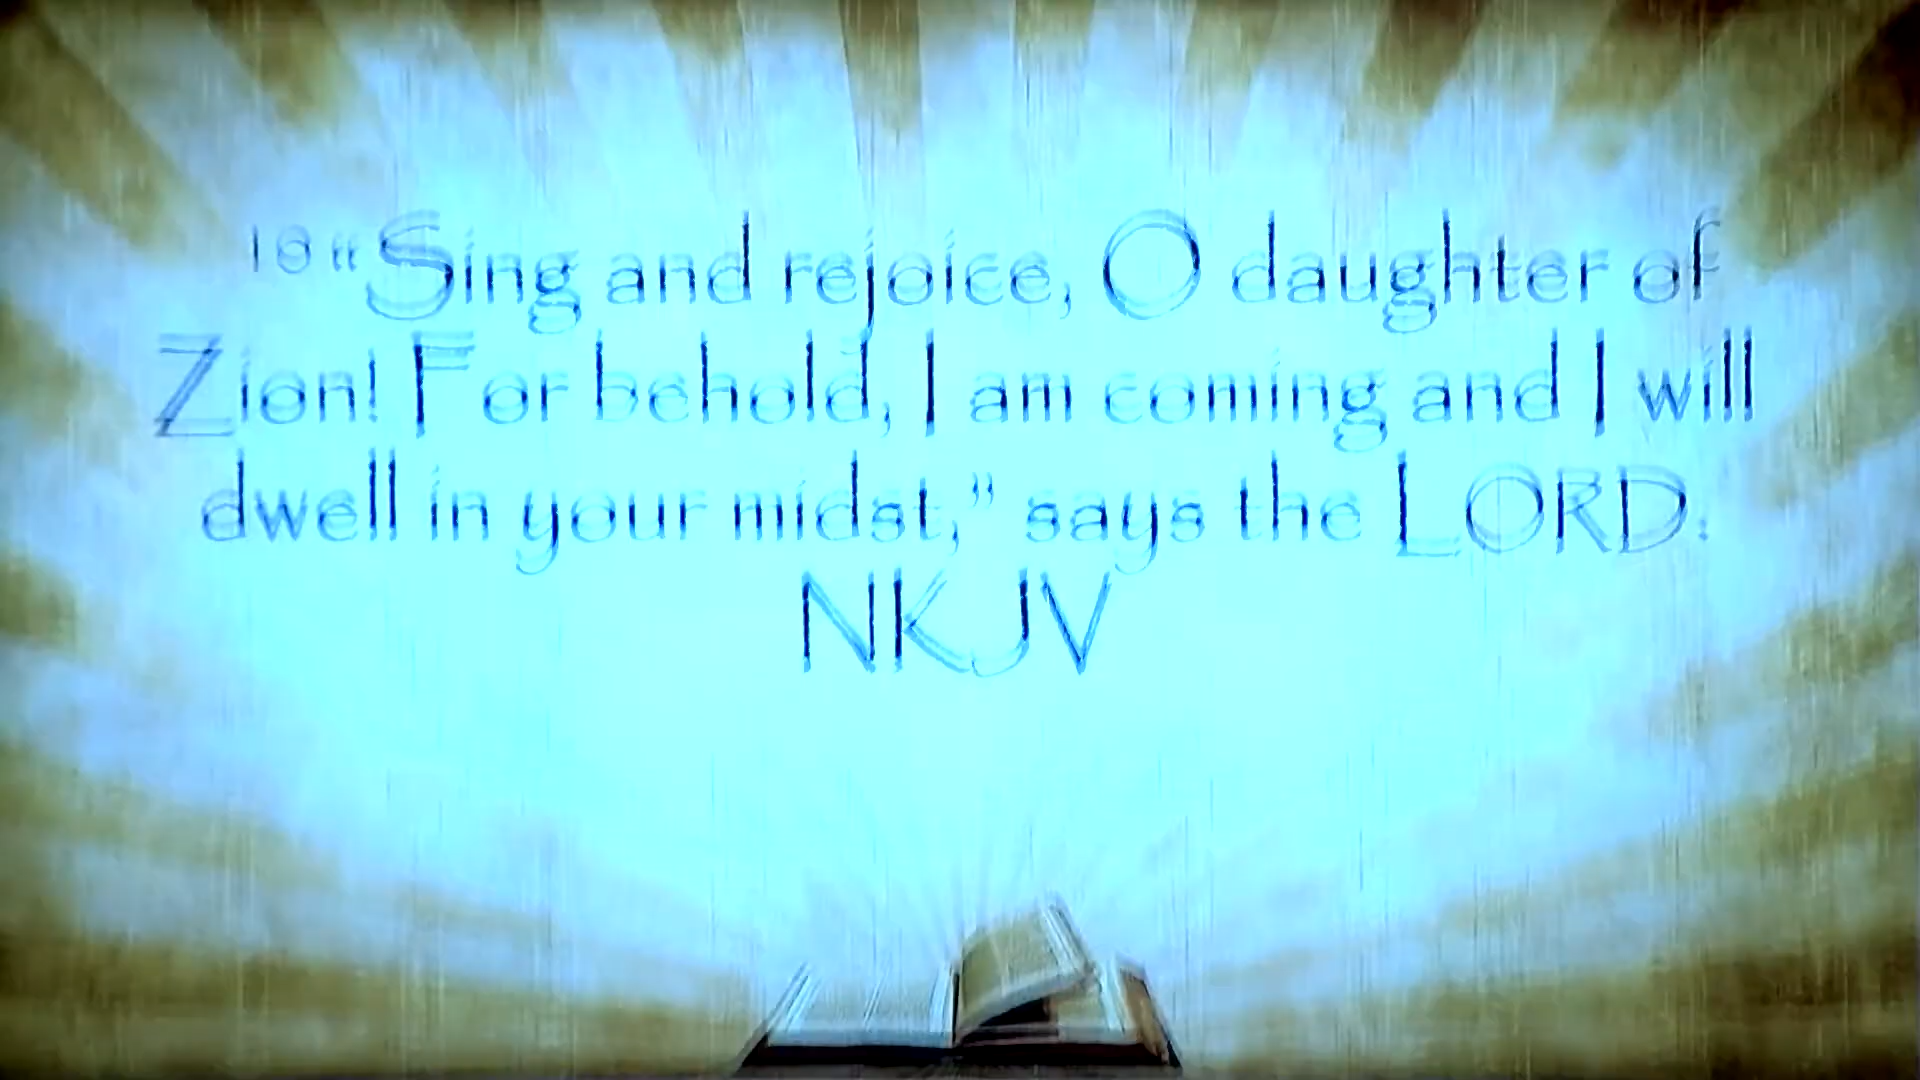 10 “Sing and rejoice, O daughter of
Zion! For behold, I am coming and I will
dwell in your midst,” says the LORD.
NKJV